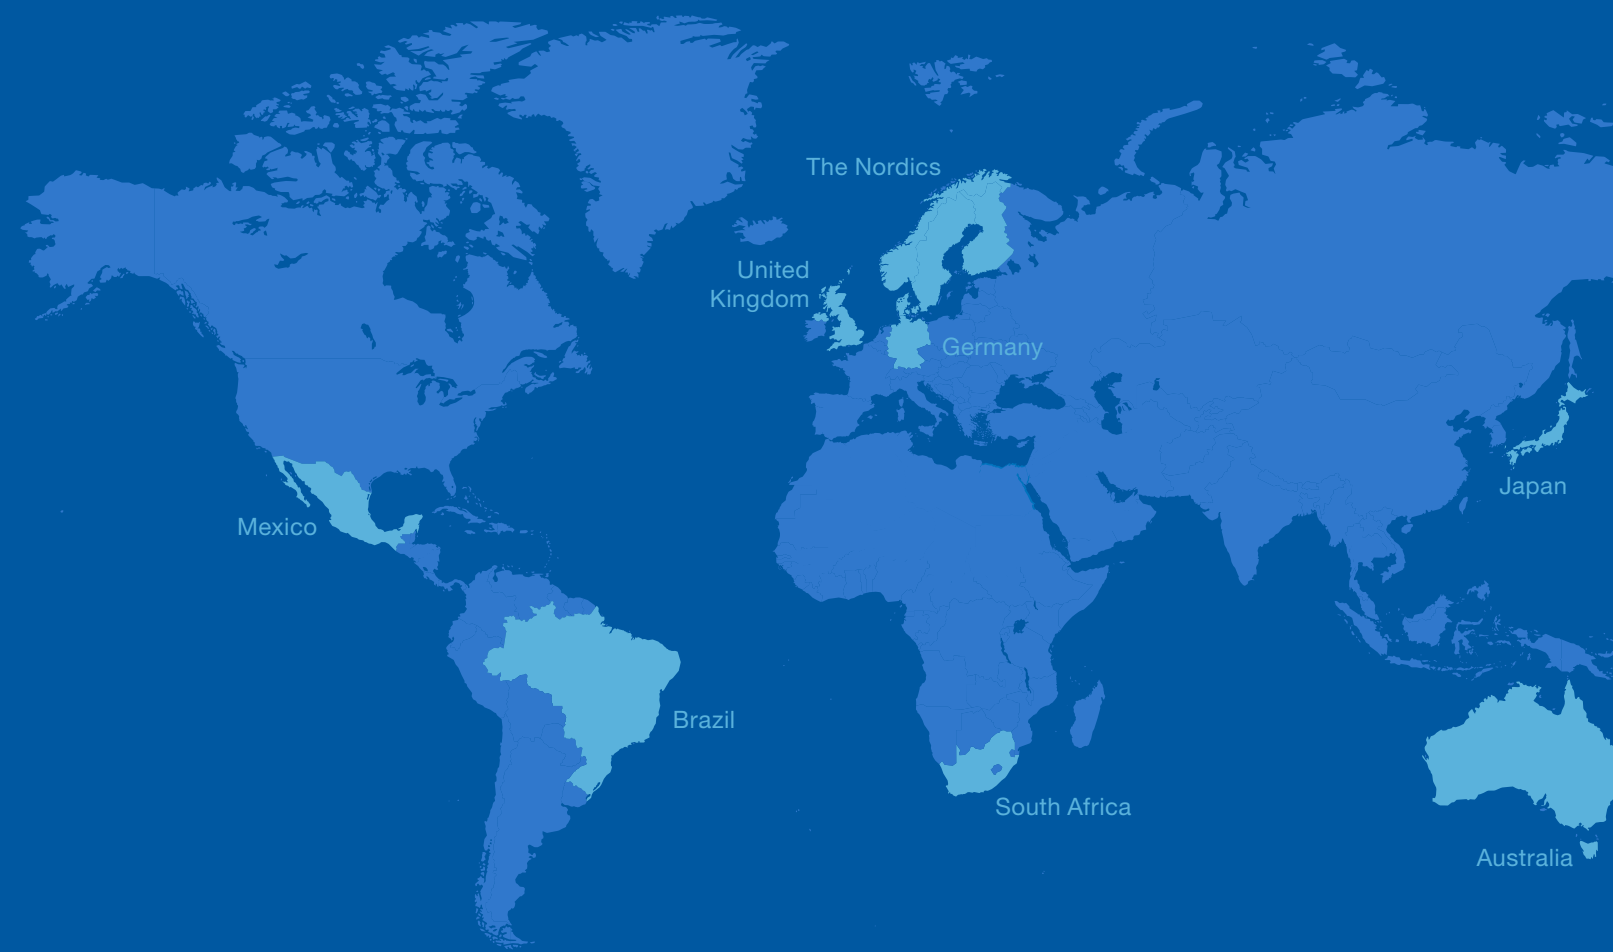 The Nordics
United
Kingdom
Germany
Japan
Mexico
Brazil
South Africa
Australia